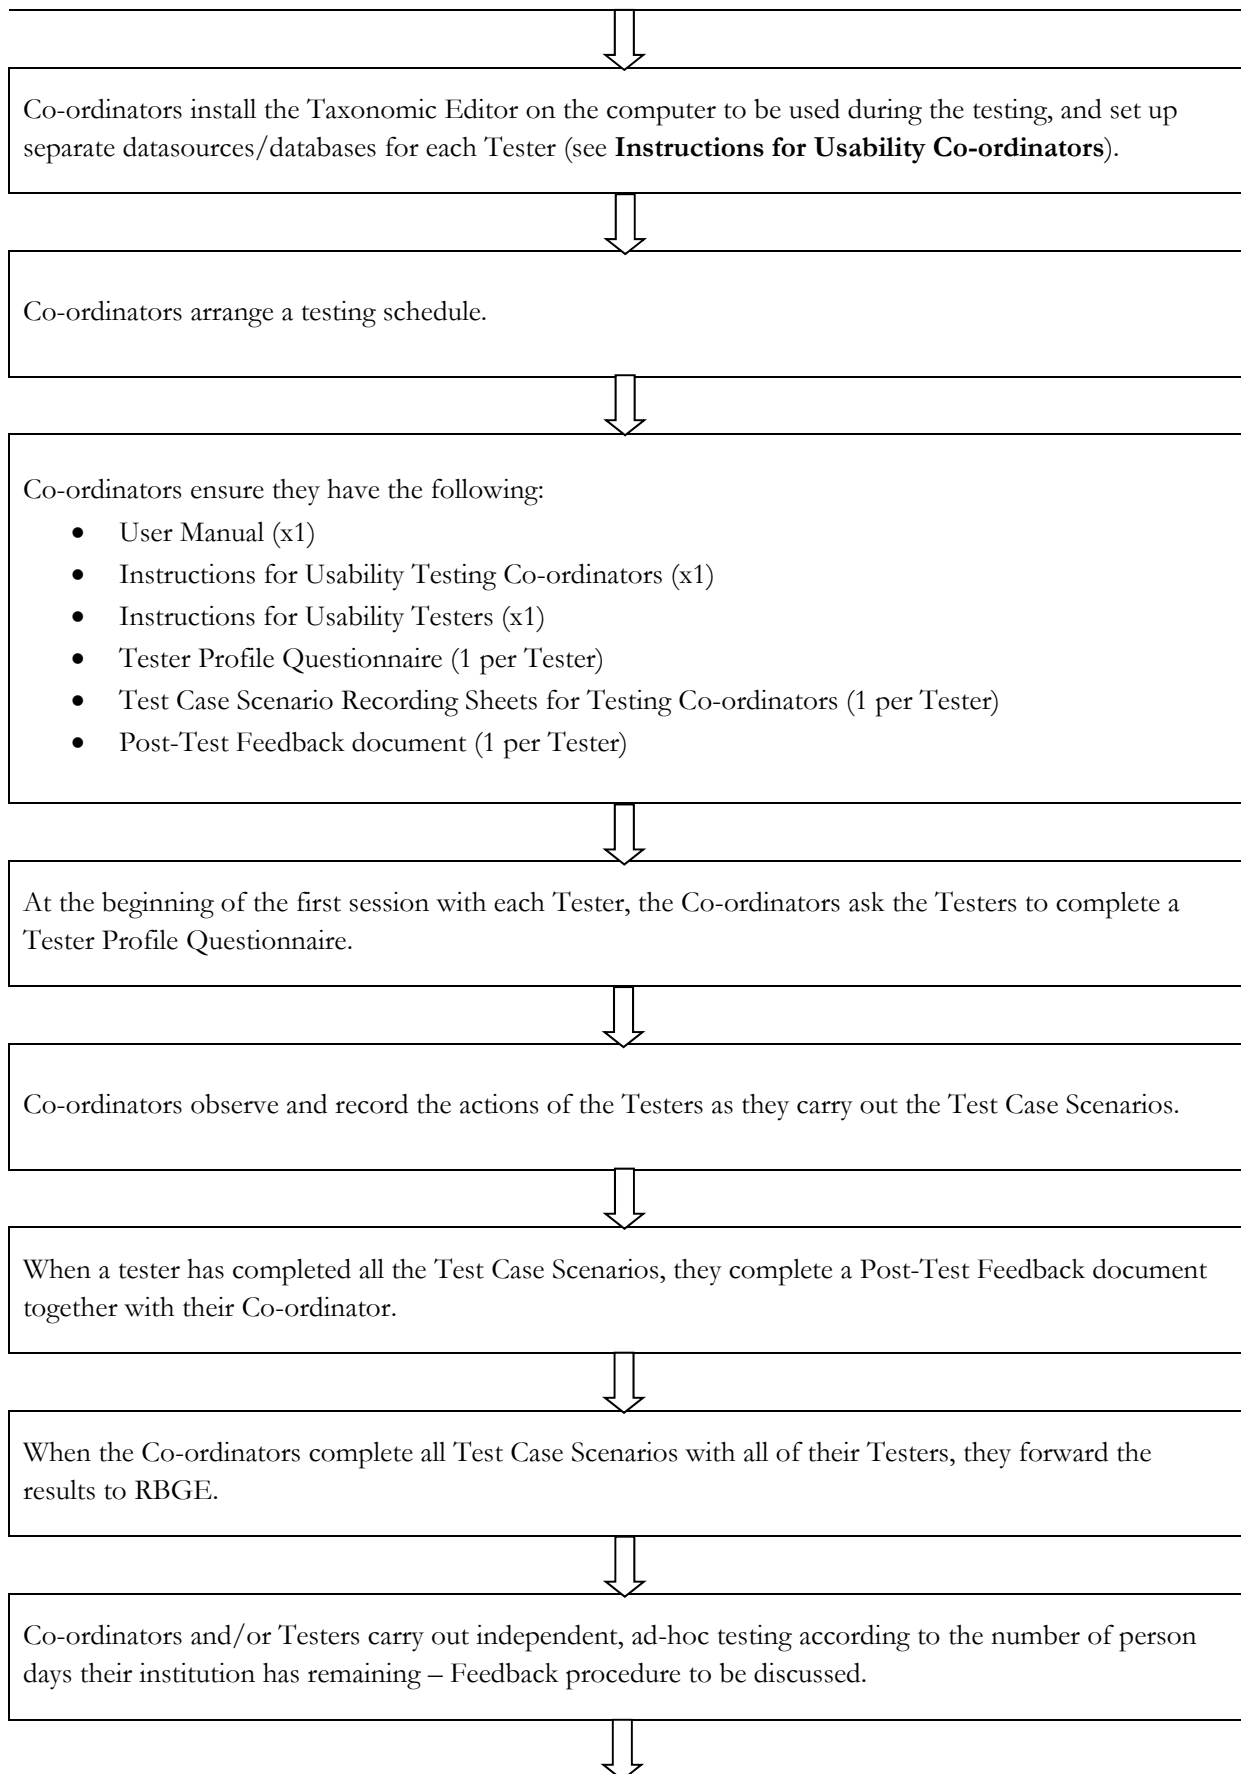 Co-ordinators install the Taxonomic Editor on the computer to be used during the testing, and set up
separate datasources/databases for each Tester (see Instructions for Usability Co-ordinators).
Co-ordinators arrange a testing schedule.
Co-ordinators ensure they have the following:
• User Manual (x1)
• Instructions for Usability Testing Co-ordinators (x1)
• Instructions for Usability Testers (x1)
• Tester Profile Questionnaire (1 per Tester)
• Test Case Scenario Recording Sheets for Testing Co-ordinators (1 per Tester)
• Post-Test Feedback document (1 per Tester)
At the beginning of the first session with each Tester, the Co-ordinators ask the Testers to complete a
Tester Profile Questionnaire.
Co-ordinators observe and record the actions of the Testers as they carry out the Test Case Scenarios.
When a tester has completed all the Test Case Scenarios, they complete a Post-Test Feedback document
together with their Co-ordinator.
When the Co-ordinators complete all Test Case Scenarios with all of their Testers, they forward the
results to RBGE.
Co-ordinators and/or Testers carry out independent, ad-hoc testing according to the number of person
days their institution has remaining – Feedback procedure to be discussed.